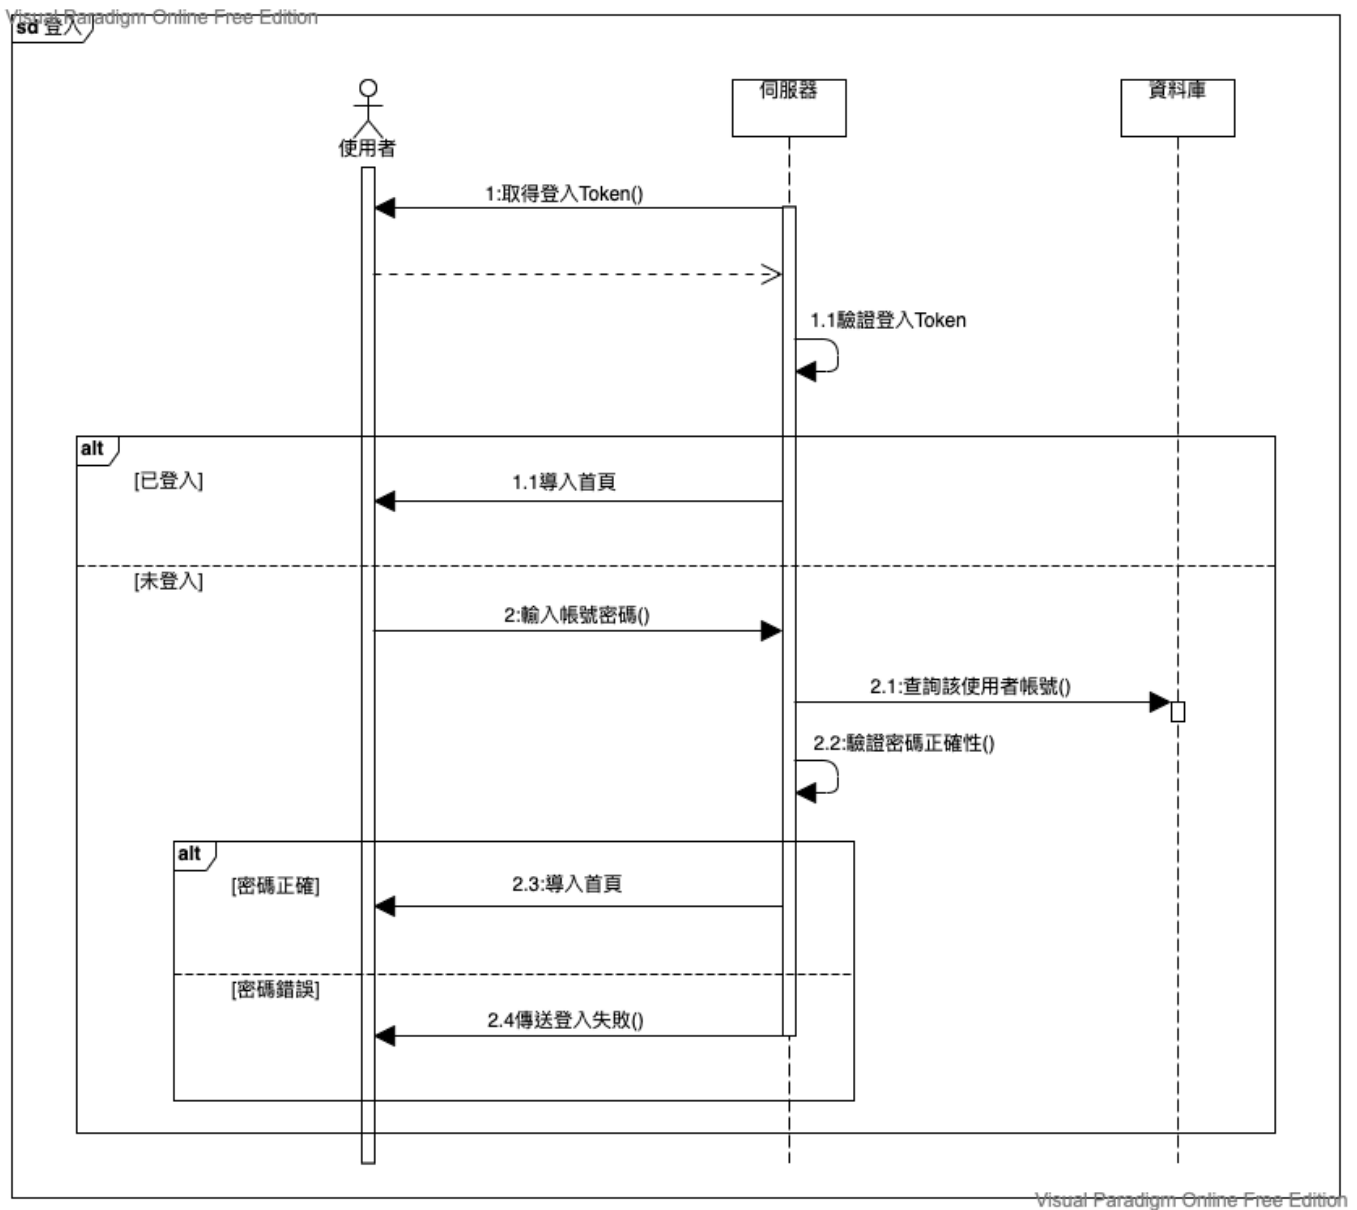 Visual Paradigm Online Free Edition
sd 登入
伺服器
資料庫
使用者
1:取得登入Token()
1.1驗證登入Token
alt
[已登入]
1.1導入首頁
[未登入]
2:輸入帳號密碼()
2.1:查詢該使用者帳號()
2.2:驗證密碼正確性()
alt
[密碼正確]
2.3:導入首頁
[密碼錯誤]
2.4傳送登入失敗()
Visual Paradigm Online Free Edition